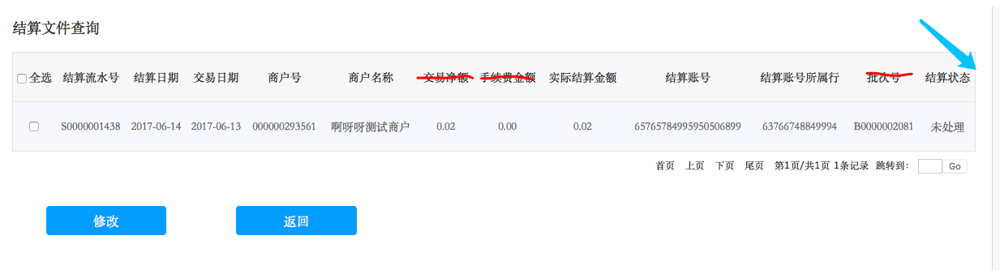 结算文件查询
全选 结算流水号 结算日期 交易日期 商户号 商户名称 交易净额 手续费金额 实际结算金额 结算账号 结算账号所属行 批次号 结算状态
S0000001438 2017-06-14 2017-06-13 000000293561 啊呀呀测试商户 0.02 0.00 0.02 65765784995950506899 63766748849994 B0000002081 未处理
首页 上页 下页 尾页 第1页/共1页 1条记录 跳转到： Go
修改 返回